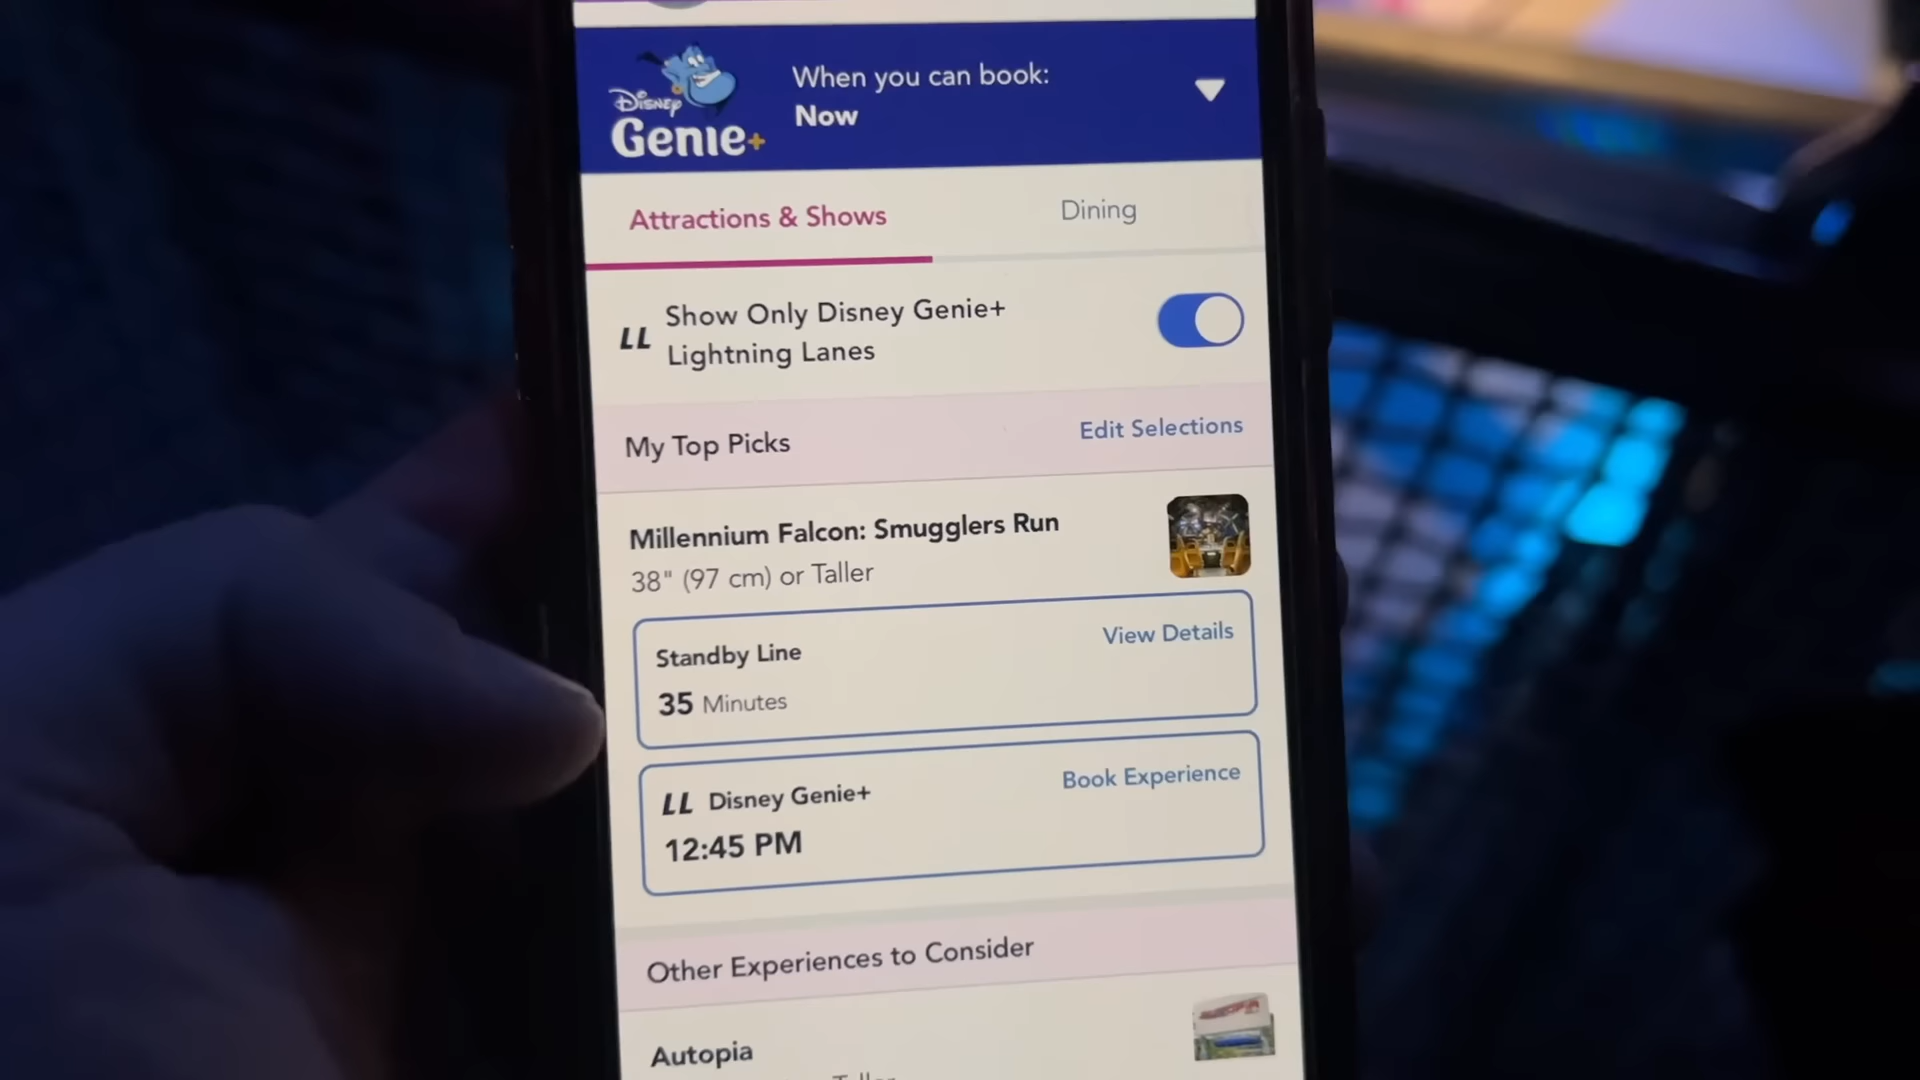 When you can book:
Now
Disney
Genie+
Attractions & Shows
Dining
LL
Show Only Disney Genie+
Lightning Lanes
My Top Picks
Edit Selections
Millennium Falcon: Smugglers Run
38" (97 cm) or Taller
Standby Line
View Details
35 Minutes
LL Disney Genie+
Book Experience
12:45 PM
Other Experiences to Consider
Autopia